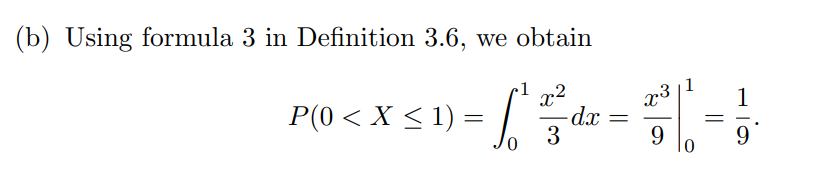 (b) Using formula 3 in Definition 3.6, we obtain
P(0 < X ≤ 1) = ∫₀¹ x²/3 dx = x³/9 |₀¹ = 1/9.